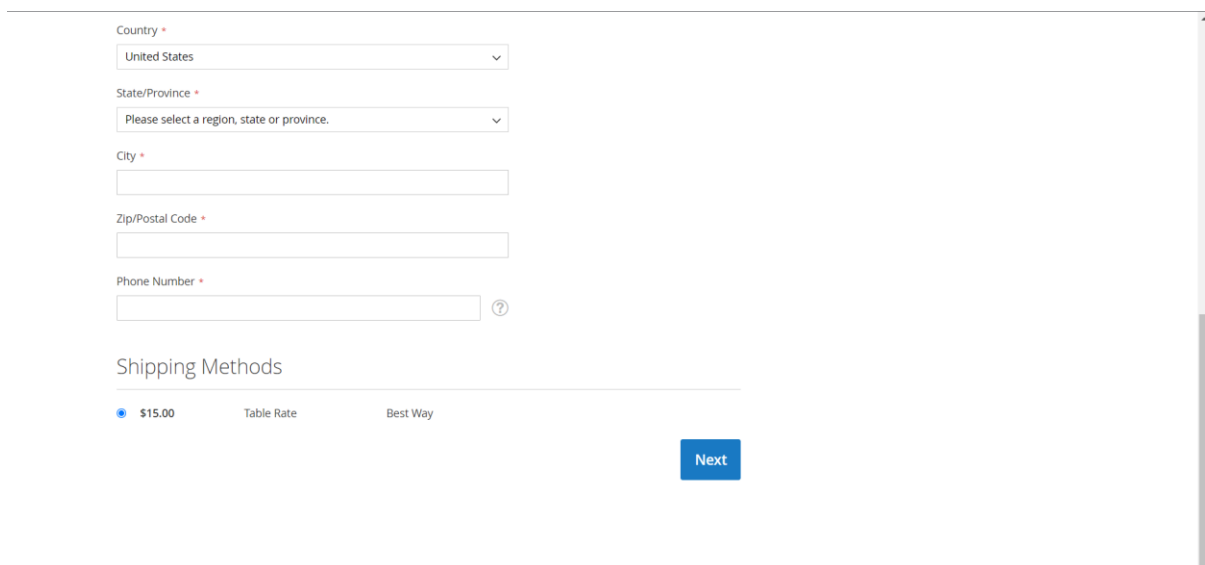 Country *
United States
State/Province *
Please select a region, state or province.
City *
Zip/Postal Code *
Phone Number *
?
Shipping Methods
$15.00 Table Rate Best Way
Next